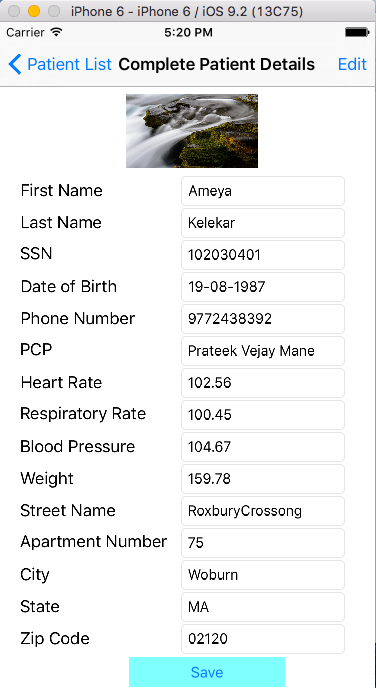 iPhone 6 - iPhone 6 / iOS 9.2 (13C75)
Carrier 5:20 PM
Patient List Complete Patient Details Edit
First Name Ameya
Last Name Kelekar
SSN 102030401
Date of Birth 19-08-1987
Phone Number 9772438392
PCP Prateek Vejay Mane
Heart Rate 102.56
Respiratory Rate 100.45
Blood Pressure 104.67
Weight 159.78
Street Name RoxburyCrossong
Apartment Number 75
City Woburn
State MA
Zip Code 02120
Save